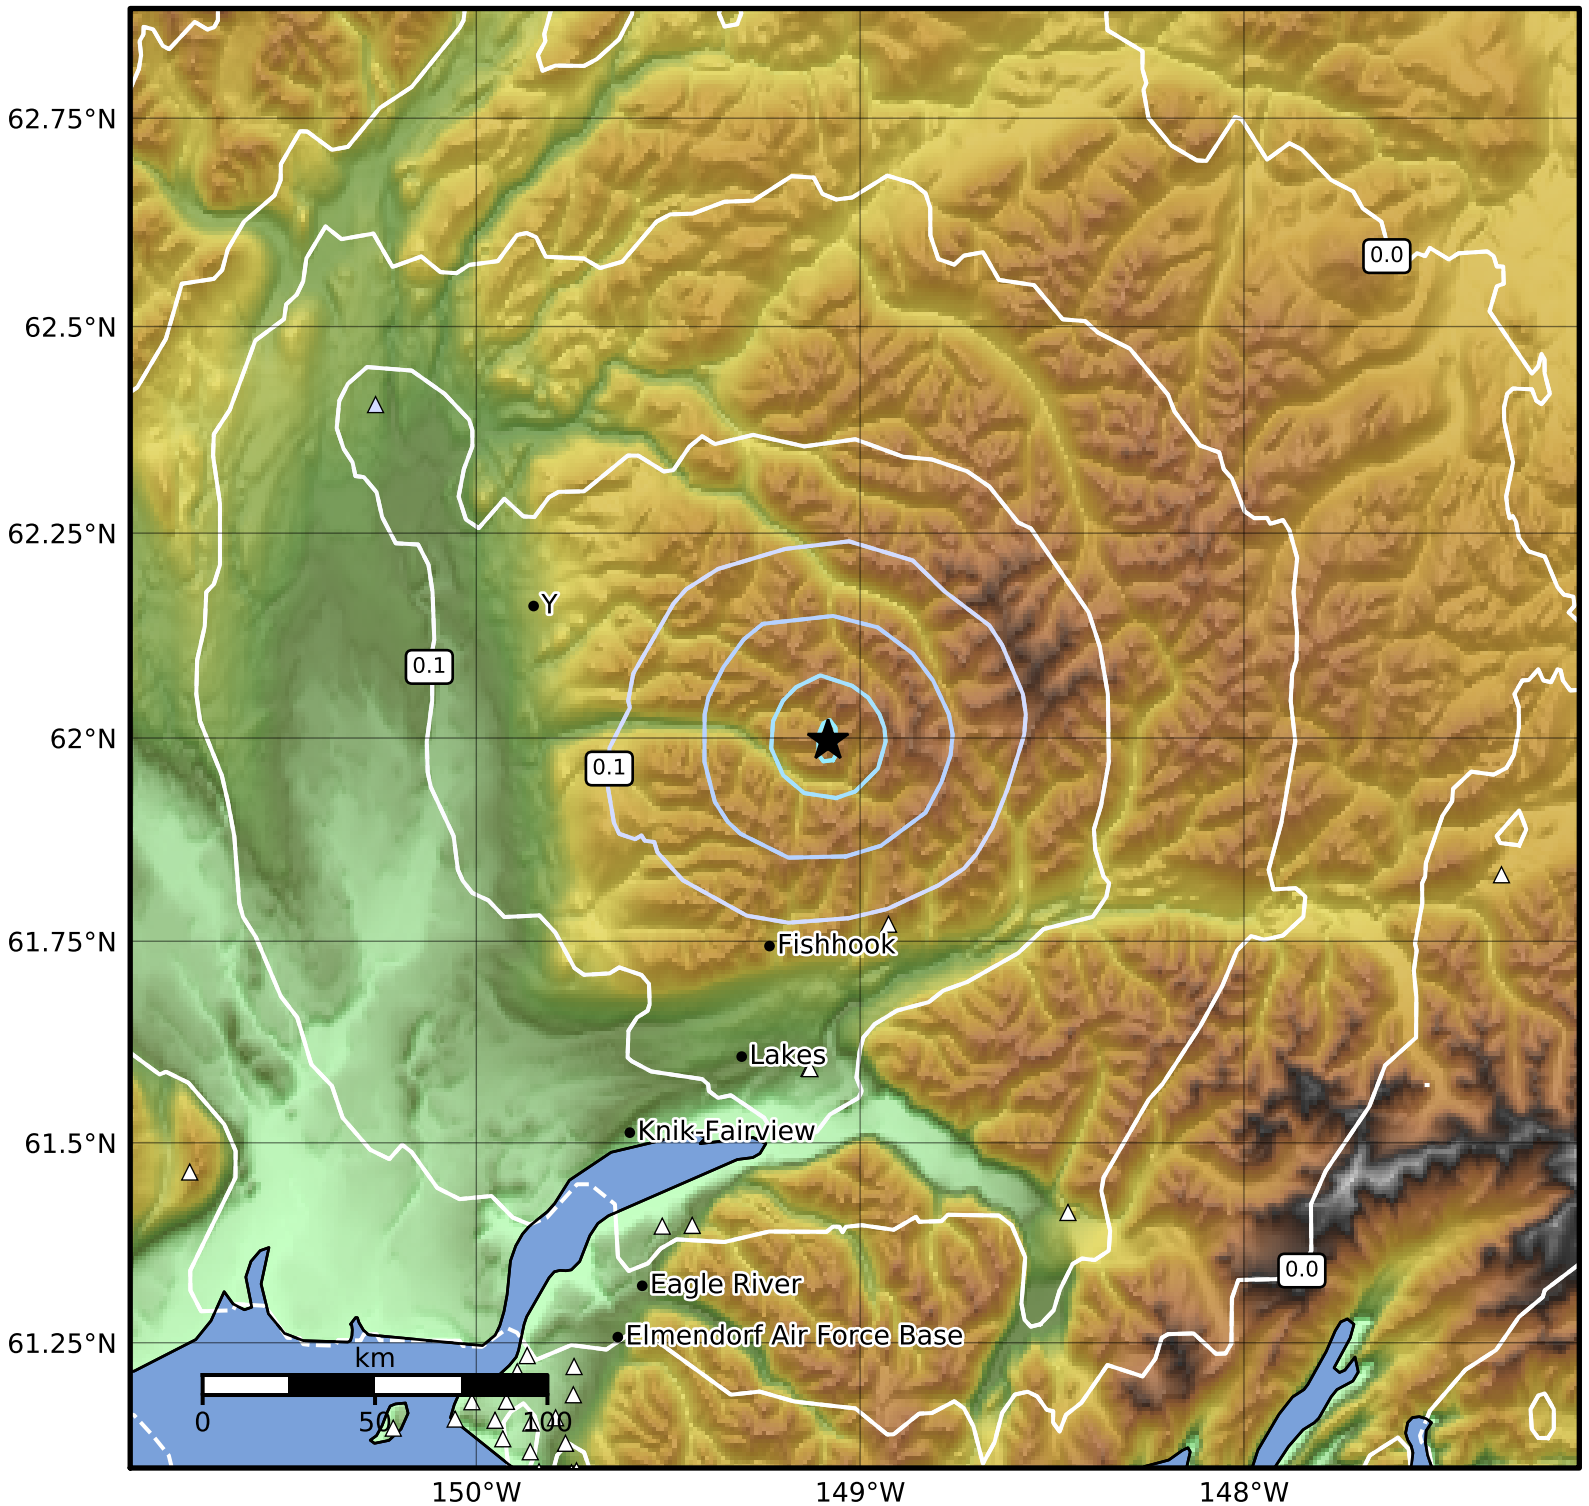 62.75°N
0.0
62.5°N
62.25°N
Y
0.1
62°N
0.1
61.75°N
Fishhook
Lakes
61.5°N
Knik-Fairview
0.0
Eagle River
61.25°N
Elmendorf Air Force Base
km
0 50 100
150°W 149°W 148°W